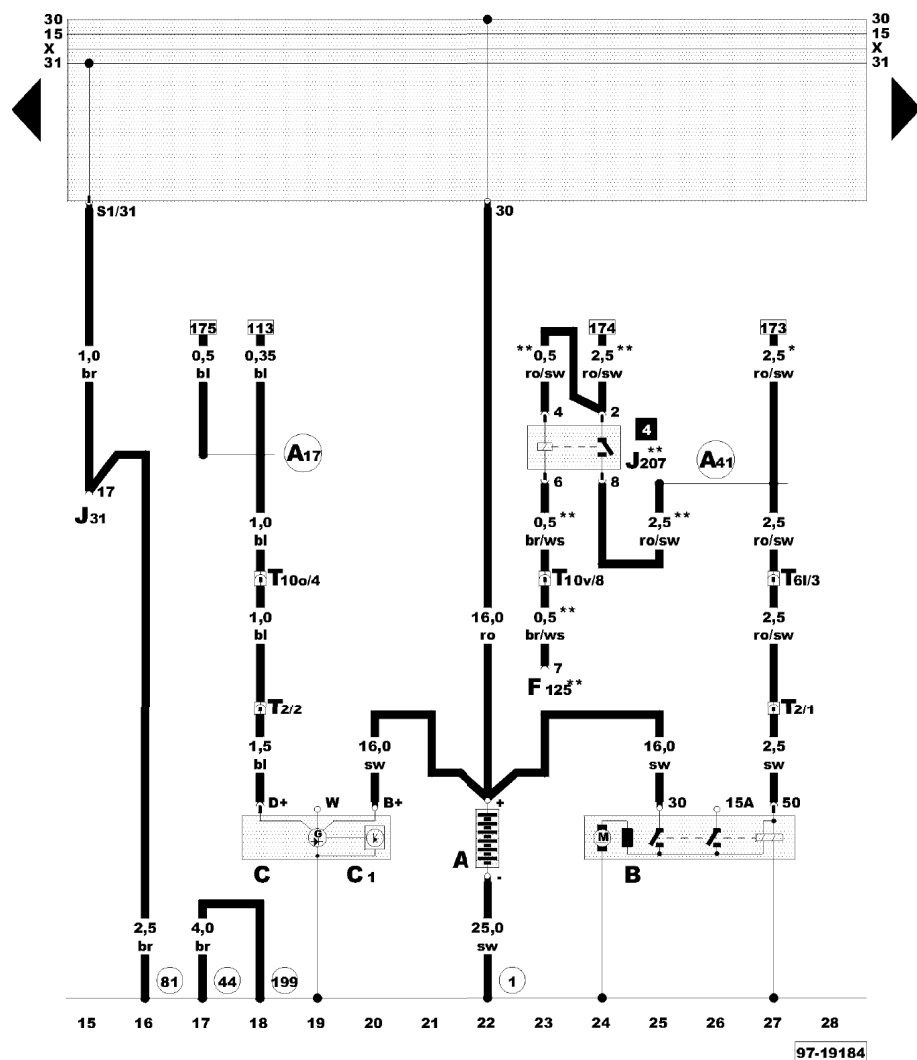 30 30
15 15
X X
31 31
S1/31 30
175 113 174 173
1,0 0,5 0,35 ** 0,5 2,5 ** 2,5 *
br bl bl ro/sw ro/sw ro/sw
4 2
4
A17 J207 ** A41
17 6 8
J31
1,0 0,5 ** 2,5 ** 2,5
bl br/ws ro/sw ro/sw
T10o/4 T10v/8 T6l/3
1,0 16,0 0,5 ** 2,5
bl ro br/ws ro/sw
7
F125 **
T2/2 T2/1
1,5 16,0 16,0 2,5
bl sw sw sw
D+ W B+ + 30 15A 50
G M
C C1 A - B
2,5 4,0 25,0
br br sw
81 44 199 1
15 16 17 18 19 20 21 22 23 24 25 26 27 28
97-19184